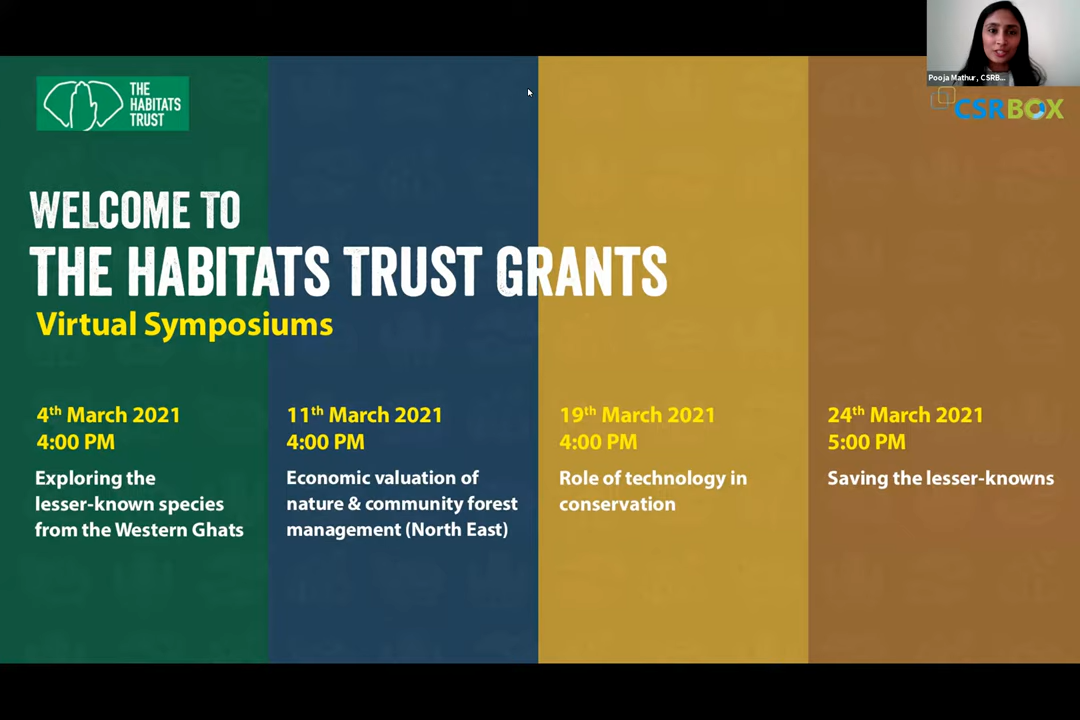 Pooja Mathur, CSRB...
THE
HABITATS
TRUST
CSRBOX
WELCOME TO
THE HABITATS TRUST GRANTS
Virtual Symposiums
4th March 2021
4:00 PM
Exploring the
lesser-known species
from the Western Ghats
11th March 2021
4:00 PM
Economic valuation of
nature & community forest
management (North East)
19th March 2021
4:00 PM
Role of technology in
conservation
24th March 2021
5:00 PM
Saving the lesser-knowns